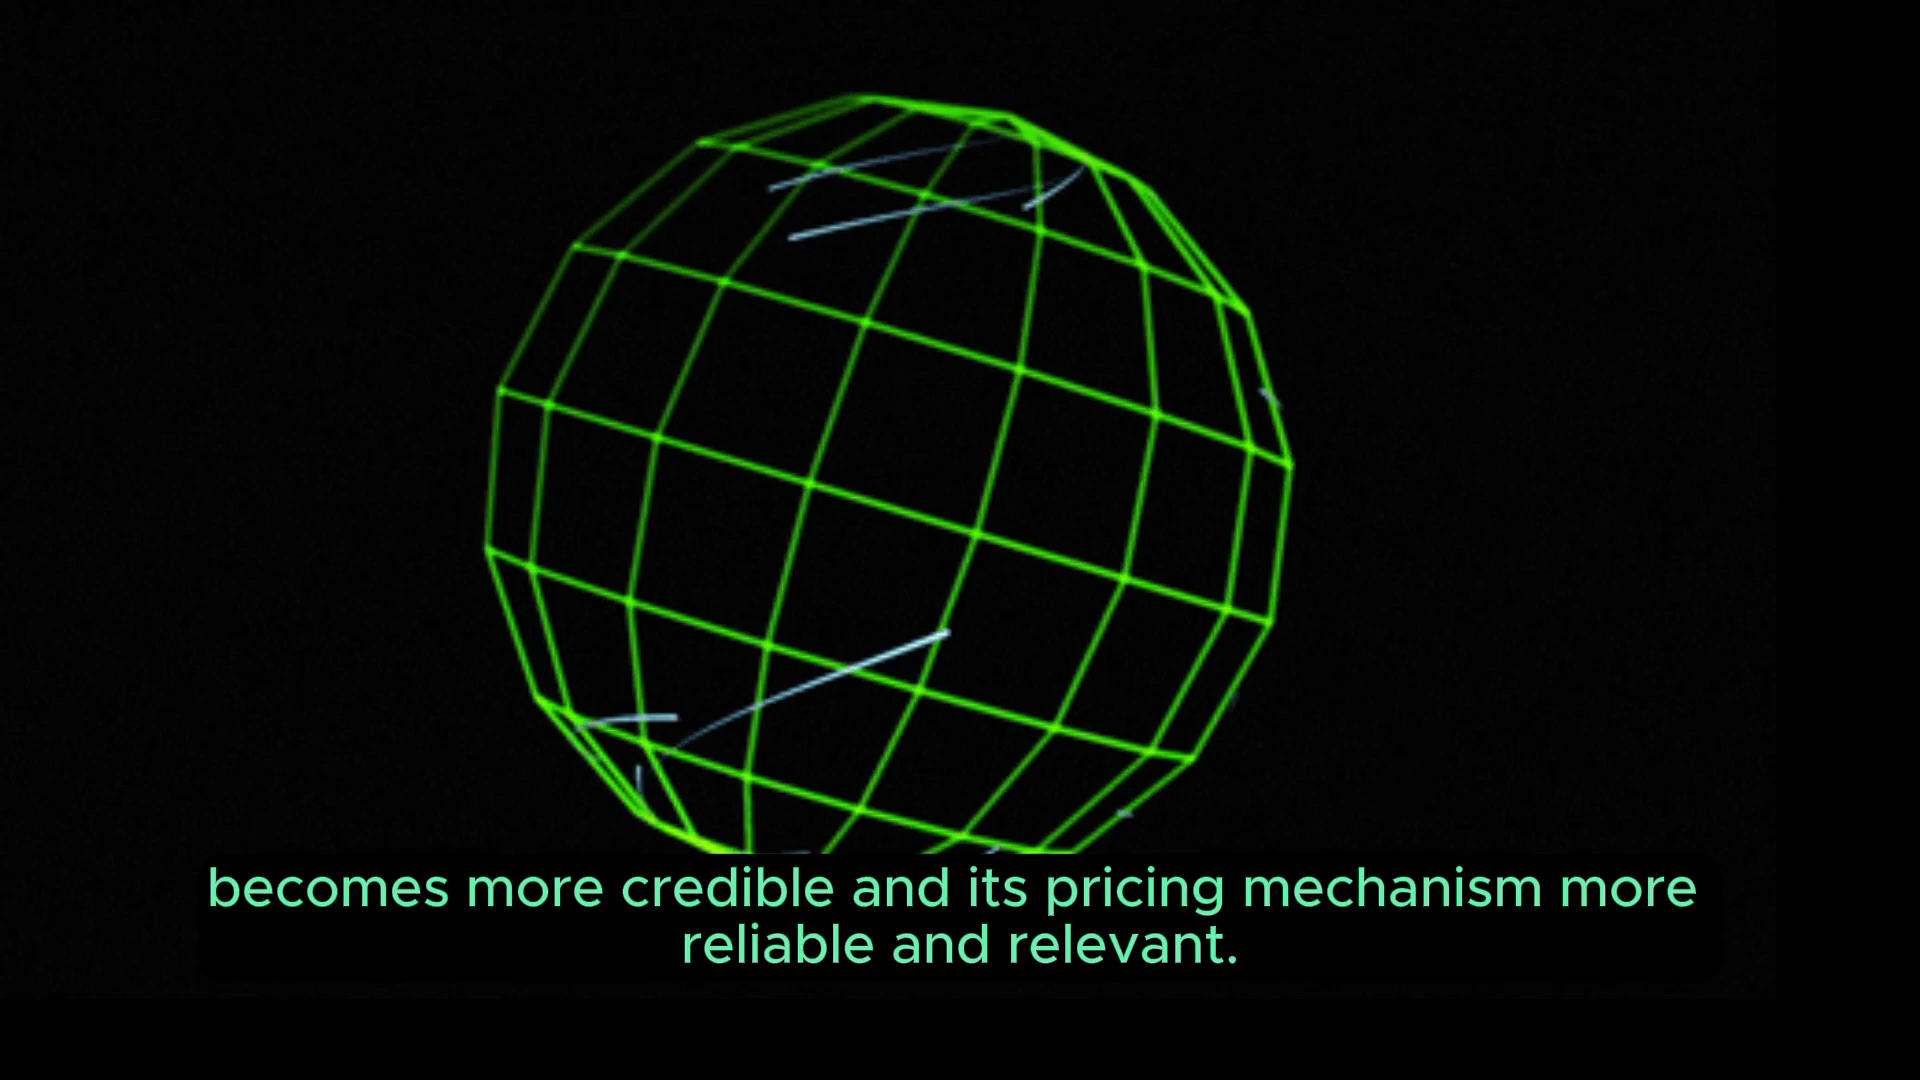 becomes more credible and its pricing mechanism more
reliable and relevant.